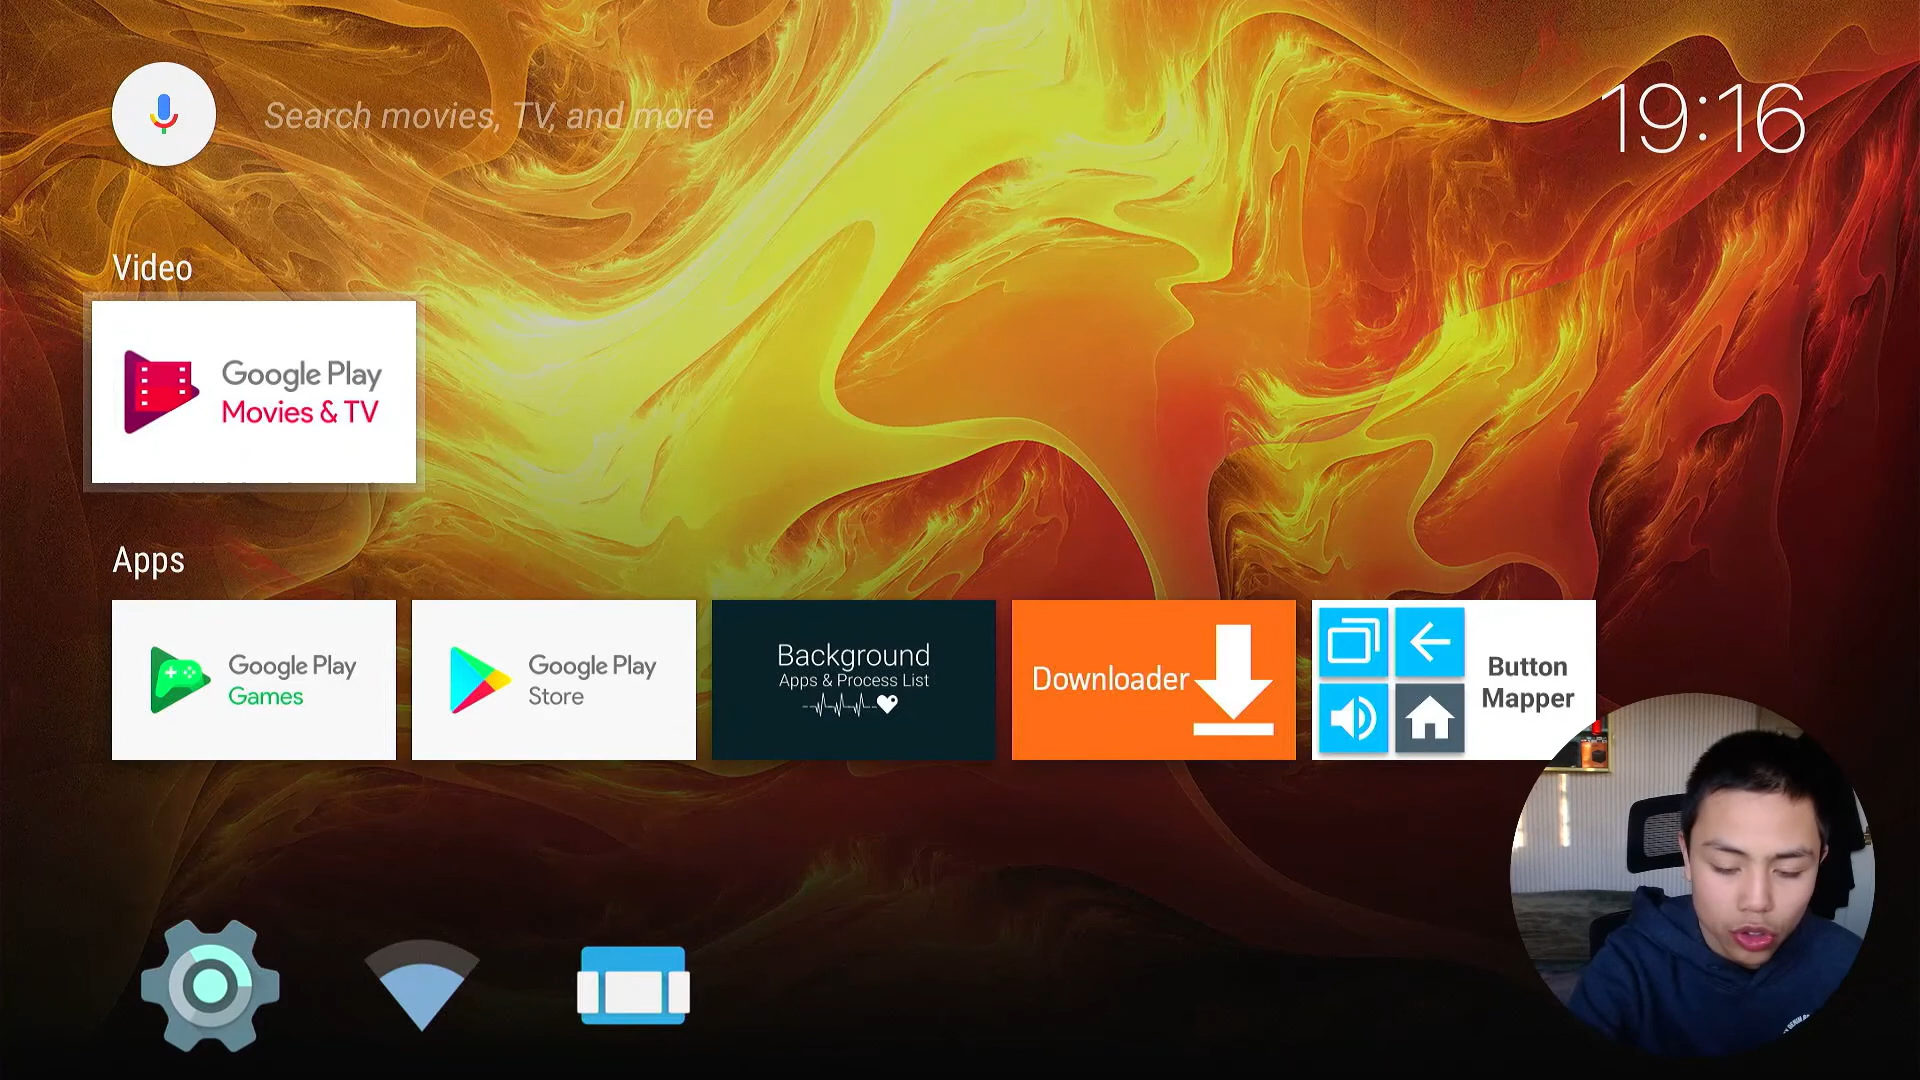 Search movies, TV, and more
19:16
Video
Google Play
Movies & TV
Apps
Google Play
Games
Google Play
Store
Background
Apps & Process List
Downloader
Button
Mapper